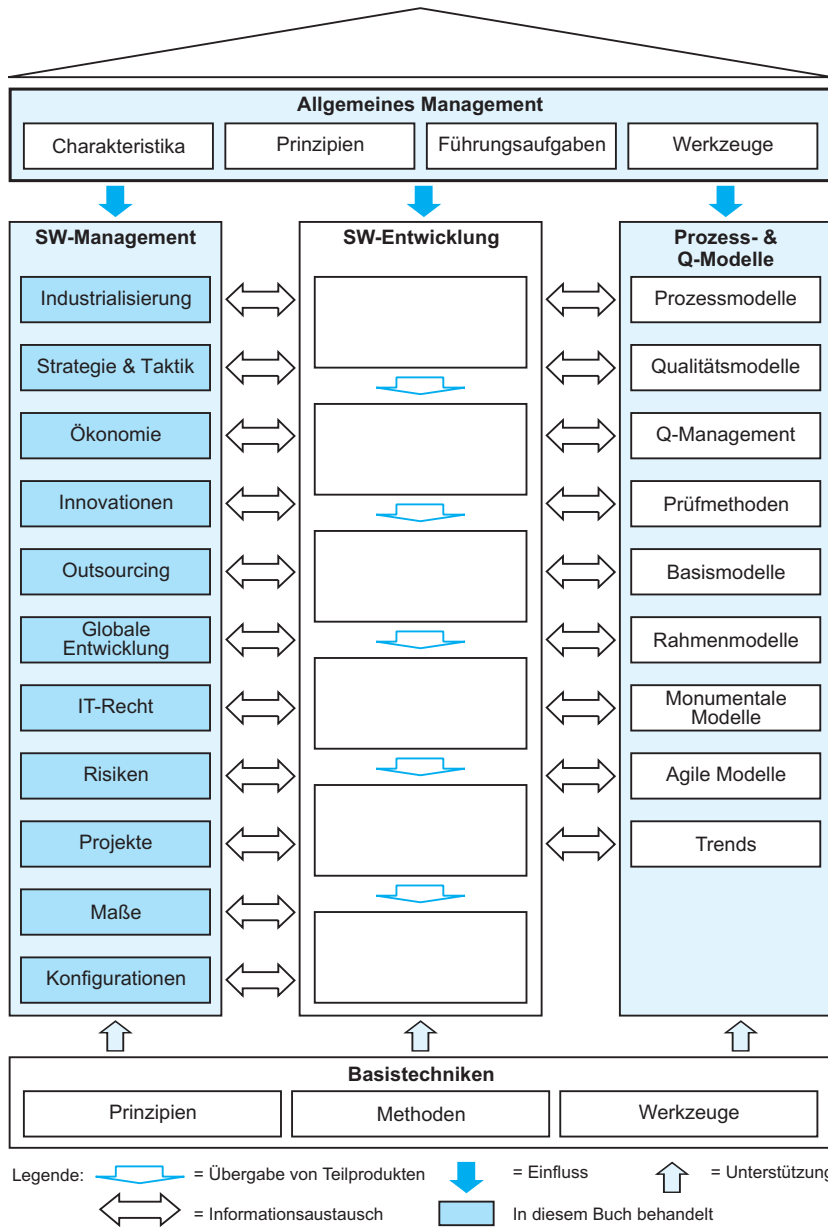 Allgemeines Management
Charakteristika
Prinzipien
Führungsaufgaben
Werkzeuge
SW-Management
Industrialisierung
Strategie & Taktik
Ökonomie
Innovationen
Outsourcing
Globale
Entwicklung
IT-Recht
Risiken
Projekte
Maße
Konfigurationen
SW-Entwicklung
Prozess- &
Q-Modelle
Prozessmodelle
Qualitätsmodelle
Q-Management
Prüfmethoden
Basismodelle
Rahmenmodelle
Monumentale
Modelle
Agile Modelle
Trends
Basistechniken
Prinzipien
Methoden
Werkzeuge
Legende:
= Übergabe von Teilprodukten
= Einfluss
= Unterstützung
= Informationsaustausch
In diesem Buch behandelt